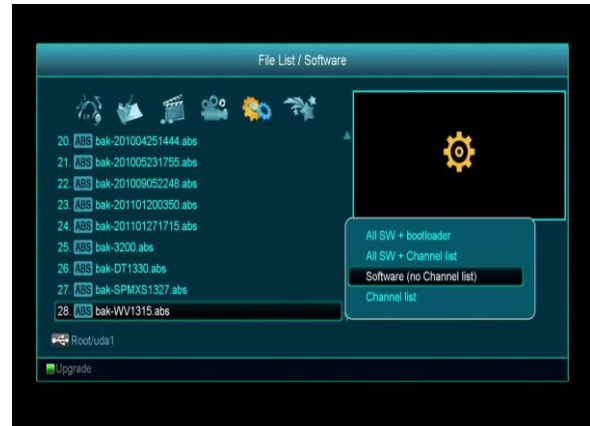 File List / Software
20. ABS bak-201004251444.abs
21. ABS bak-201005231755.abs
22. ABS bak-201009052248.abs
23. ABS bak-201101200350.abs
24. ABS bak-201101271715.abs
25. ABS bak-3200.abs
26. ABS bak-DT1330.abs
27. ABS bak-SPMXS1327.abs
28. ABS bak-WV1315.abs
All SW + bootloader
All SW + Channel list
Software (no Channel list)
Channel list
Root/uda1
Upgrade